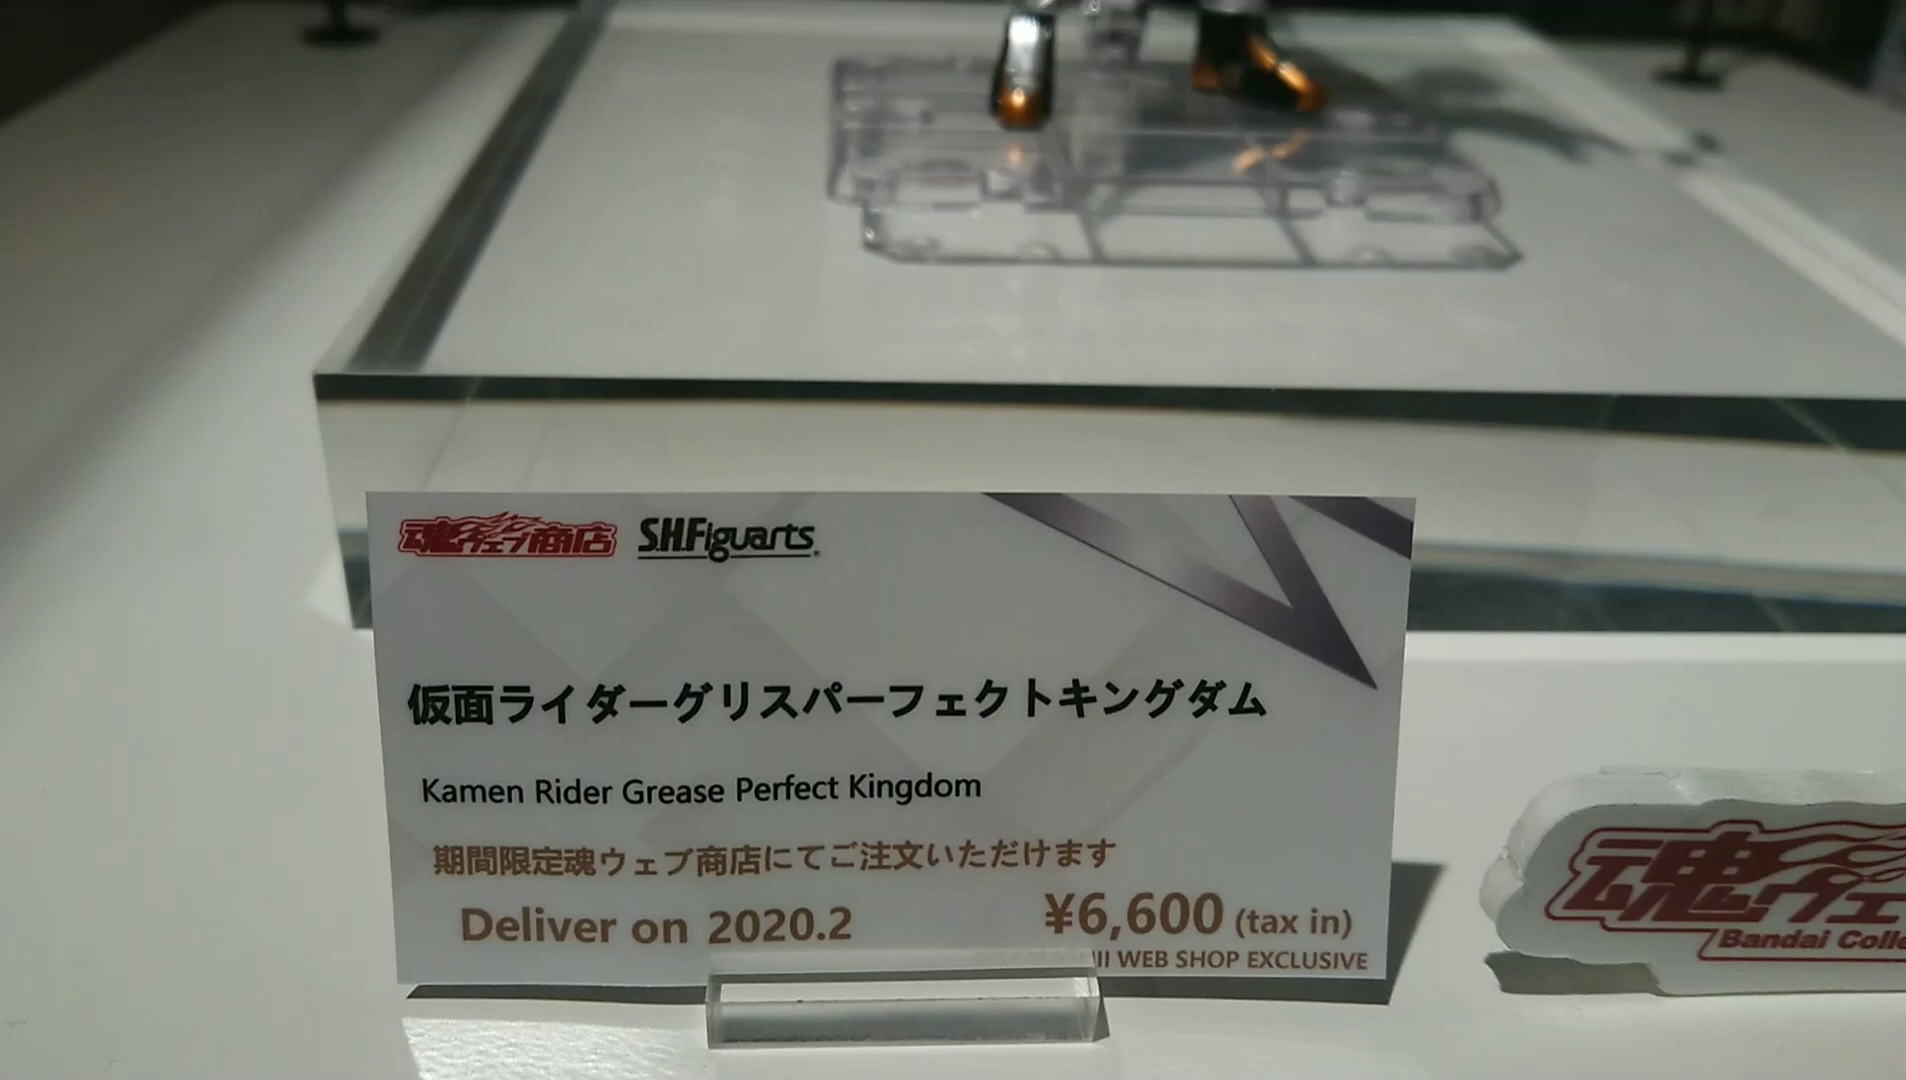 魂ウェブ商店 S.H.Figuarts
仮面ライダーグリスパーフェクトキングダム
Kamen Rider Grease Perfect Kingdom
期間限定魂ウェブ商店にてご注文いただけます
Deliver on 2020.2 ¥6,600 (tax in)
WEB SHOP EXCLUSIVE
魂ウェ
Bandai Colle